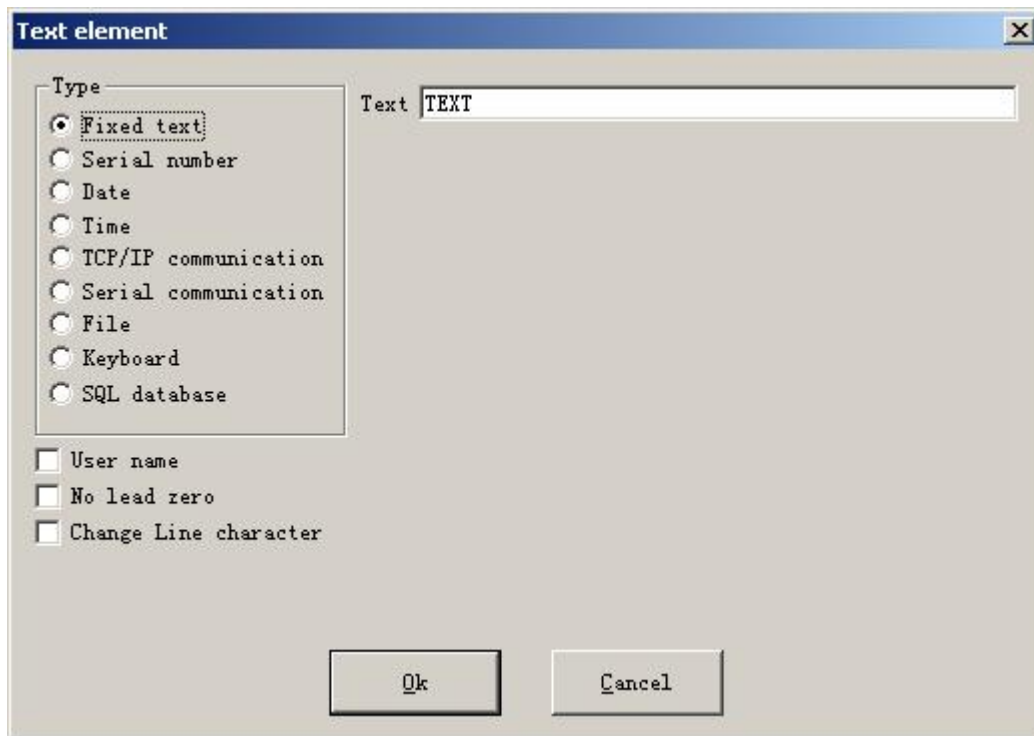 Text element
Type
Fixed text
Serial number
Date
Time
TCP/IP communication
Serial communication
File
Keyboard
SQL database
Text TEXT
User name
No lead zero
Change Line character
Ok
Cancel